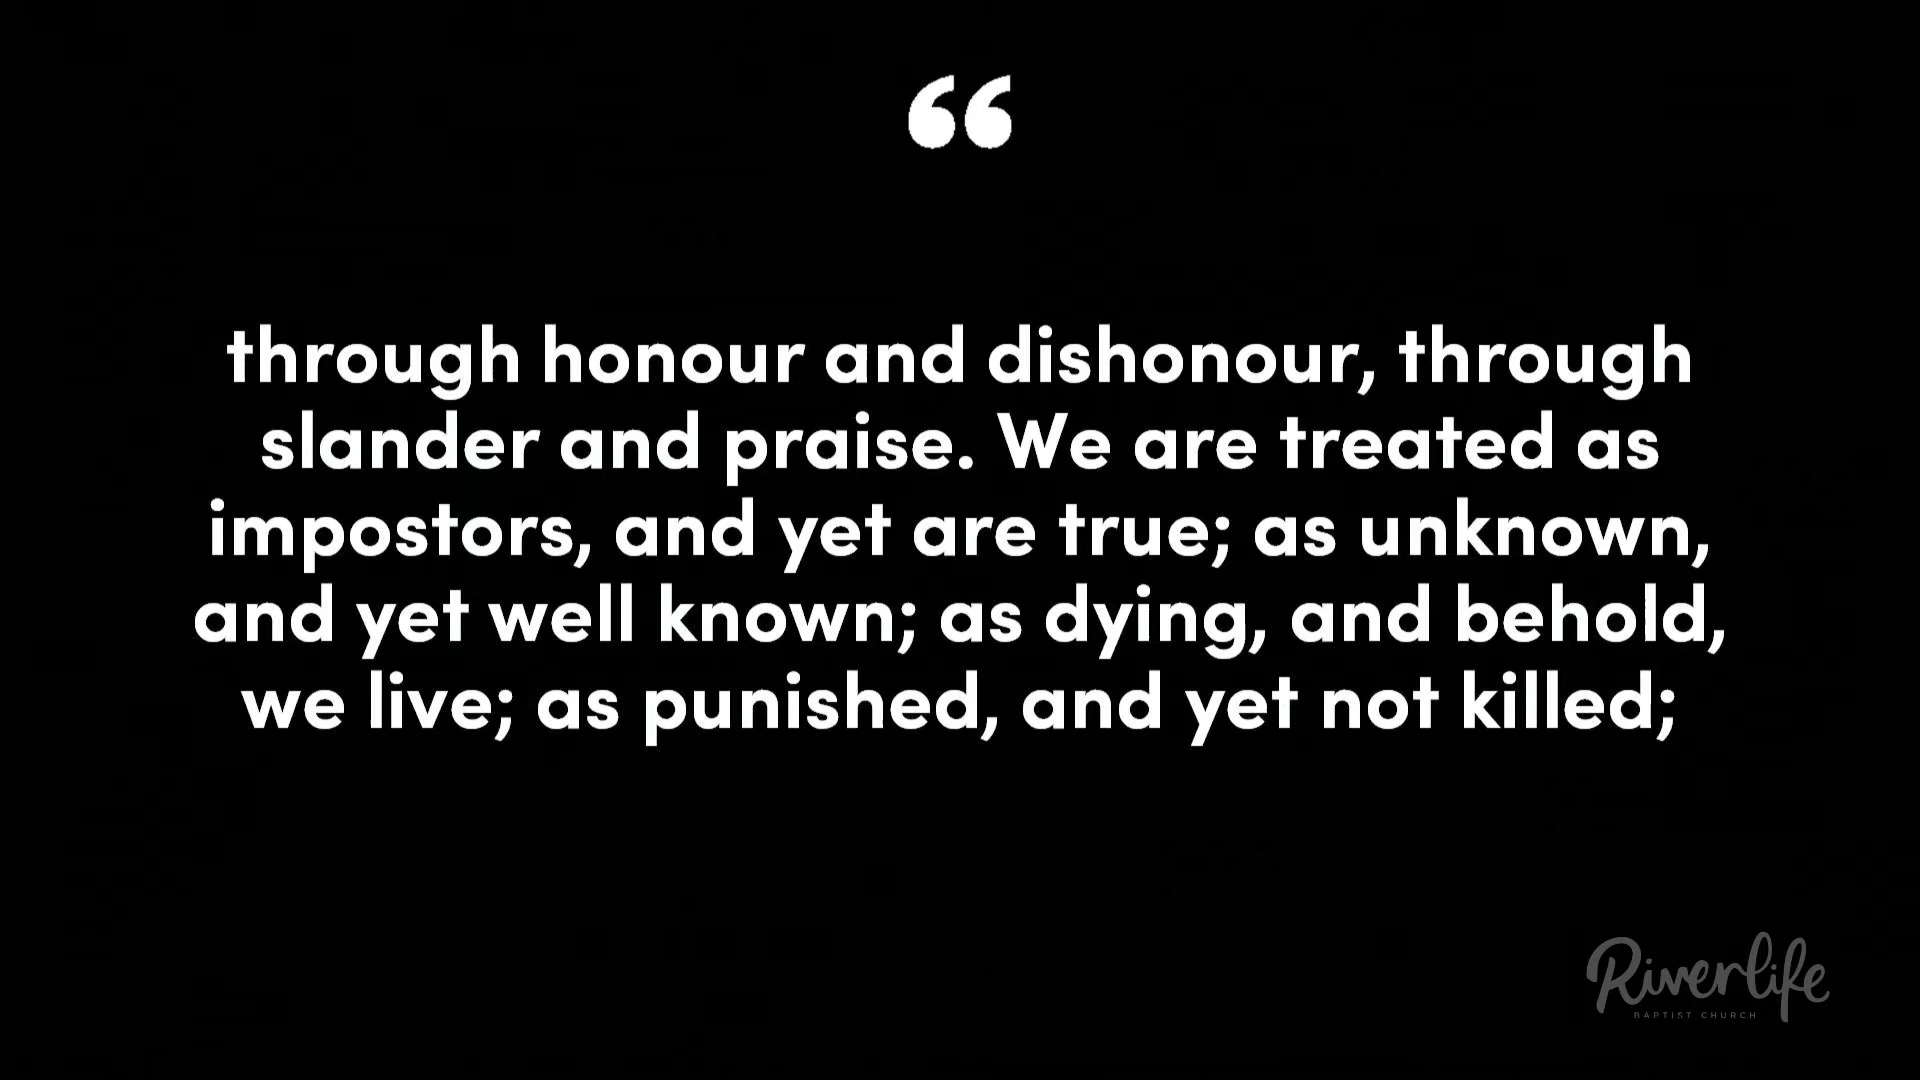 “
through honour and dishonour, through
slander and praise. We are treated as
impostors, and yet are true; as unknown,
and yet well known; as dying, and behold,
we live; as punished, and yet not killed;
Riverlife
BAPTIST CHURCH